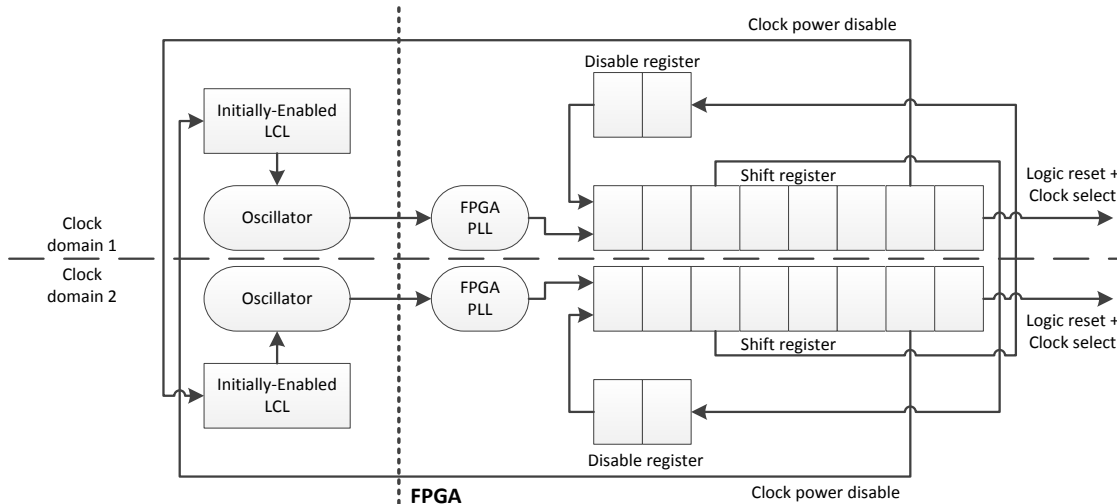 Clock power disable
Disable register
Initially-Enabled
LCL
Shift register
Logic reset +
Clock select
Oscillator
FPGA
PLL
Clock
domain 1
Clock
domain 2
Oscillator
FPGA
PLL
Logic reset +
Clock select
Shift register
Initially-Enabled
LCL
Disable register
FPGA
Clock power disable